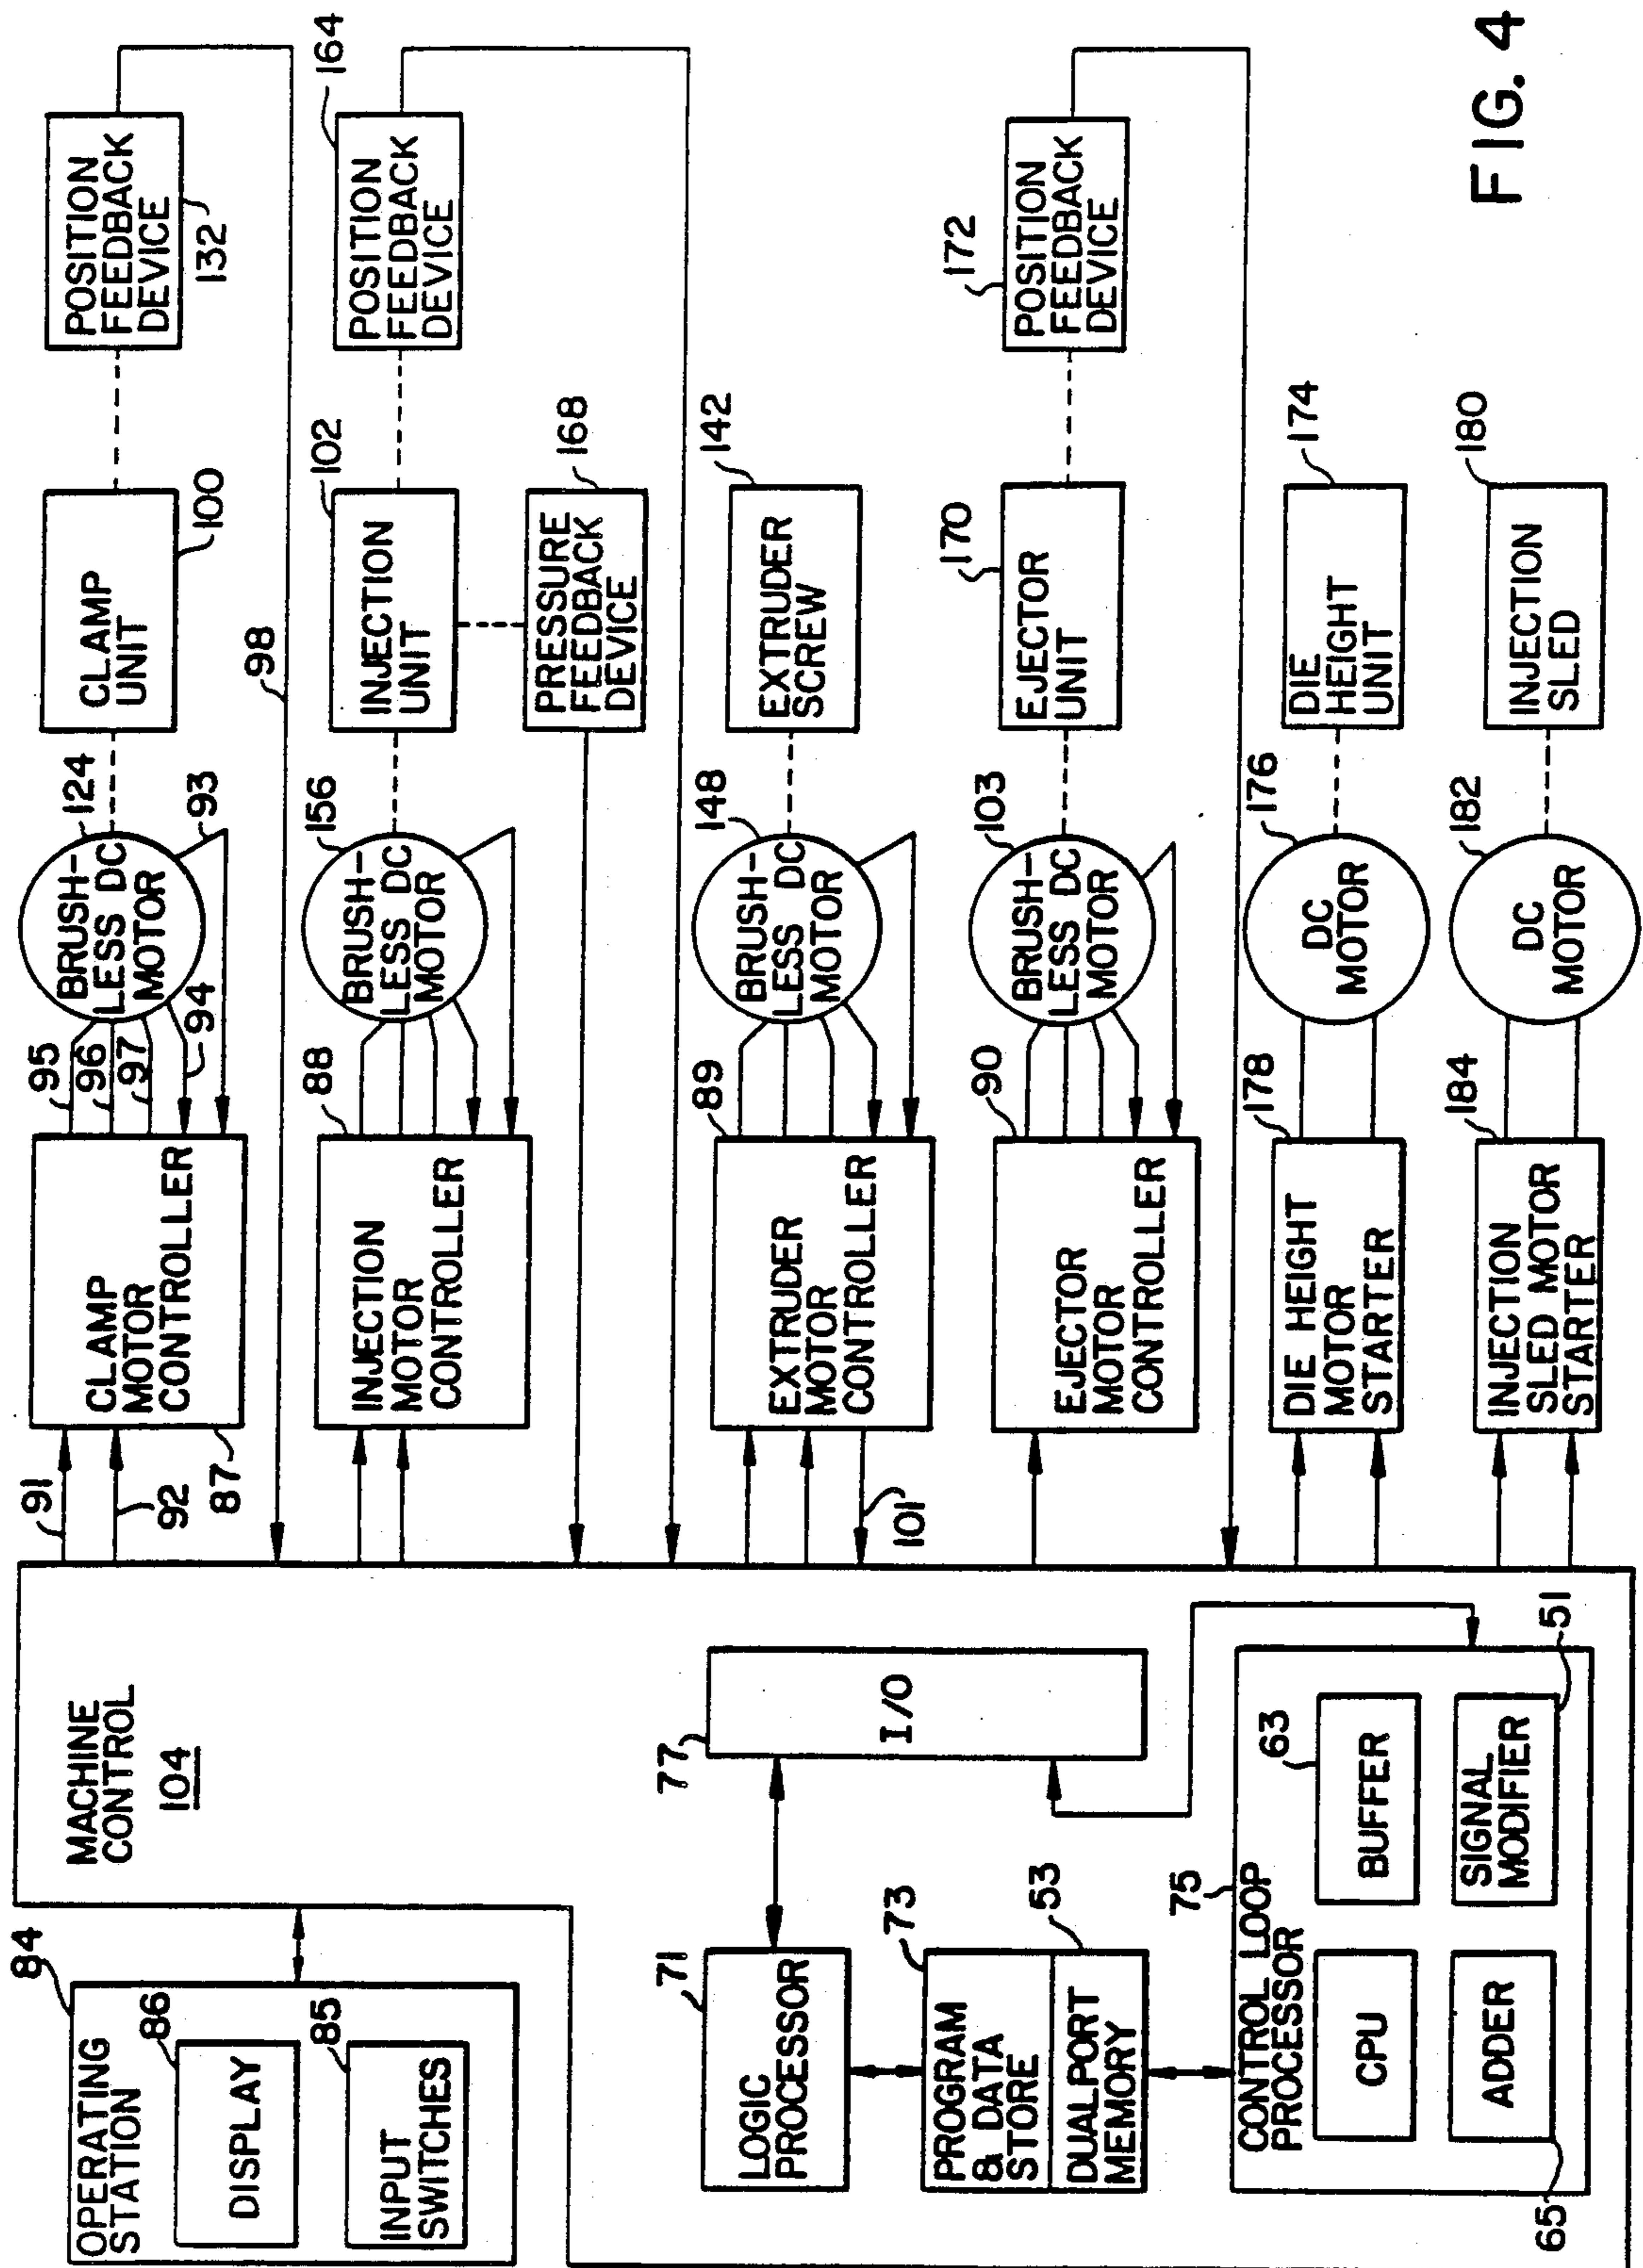 OPERATING
STATION
84
DISPLAY
86
INPUT
SWITCHES
85
MACHINE
CONTROL
104
LOGIC
PROCESSOR
71
PROGRAM
& DATA
STORE
73
DUALPORT
MEMORY
53
I/O
77
CONTROL LOOP
PROCESSOR
75
CPU
BUFFER
63
ADDER
65
SIGNAL
MODIFIER
51
91
92
CLAMP
MOTOR
CONTROLLER
87
95
96
97
94
93
BRUSH-
LESS DC
MOTOR
124
CLAMP
UNIT
100
POSITION
FEEDBACK
DEVICE
132
98
INJECTION
MOTOR
CONTROLLER
88
BRUSH-
LESS DC
MOTOR
156
INJECTION
UNIT
102
POSITION
FEEDBACK
DEVICE
164
PRESSURE
FEEDBACK
DEVICE
168
EXTRUDER
MOTOR
CONTROLLER
89
101
BRUSH-
LESS DC
MOTOR
148
EXTRUDER
SCREW
142
EJECTOR
MOTOR
CONTROLLER
90
BRUSH-
LESS DC
MOTOR
103
EJECTOR
UNIT
170
POSITION
FEEDBACK
DEVICE
172
DIE HEIGHT
MOTOR
STARTER
178
DC
MOTOR
176
DIE
HEIGHT
UNIT
174
INJECTION
SLED MOTOR
STARTER
184
DC
MOTOR
182
INJECTION
SLED
180
FIG. 4